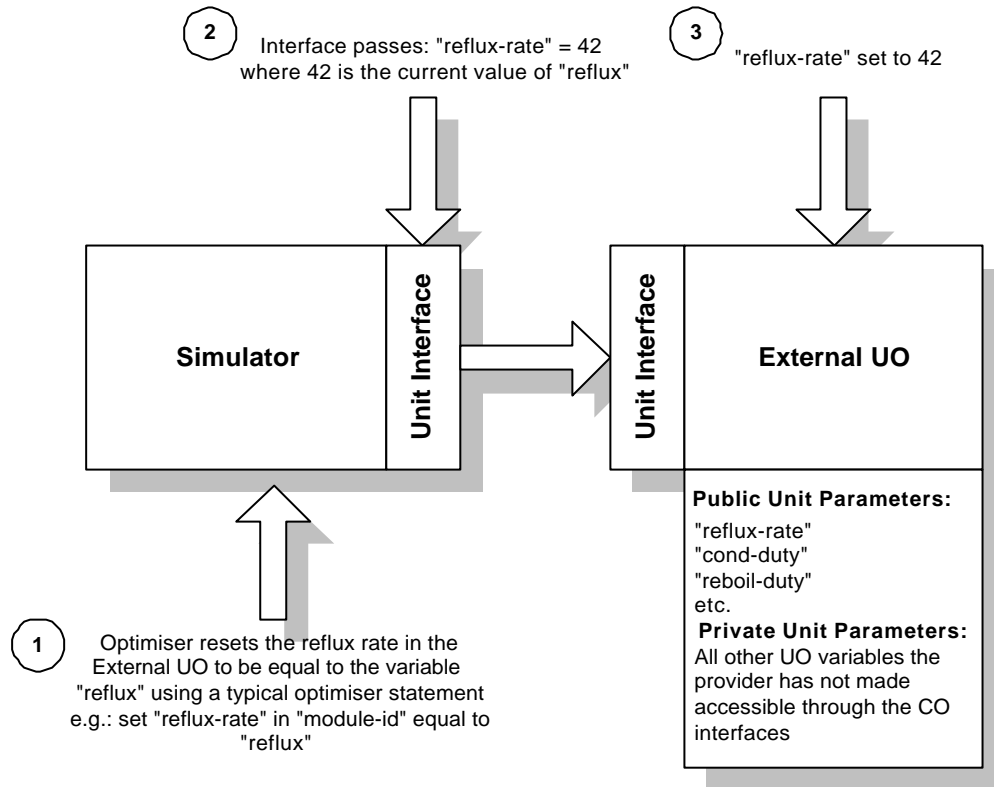 2
Interface passes: "reflux-rate" = 42
where 42 is the current value of "reflux"
3
"reflux-rate" set to 42
Simulator
Unit Interface
Unit Interface
External UO
Public Unit Parameters:
"reflux-rate"
"cond-duty"
"reboil-duty"
etc.
Private Unit Parameters:
All other UO variables the
provider has not made
accessible through the CO
interfaces
1
Optimiser resets the reflux rate in the
External UO to be equal to the variable
"reflux" using a typical optimiser statement
e.g.: set "reflux-rate" in "module-id" equal to
"reflux"